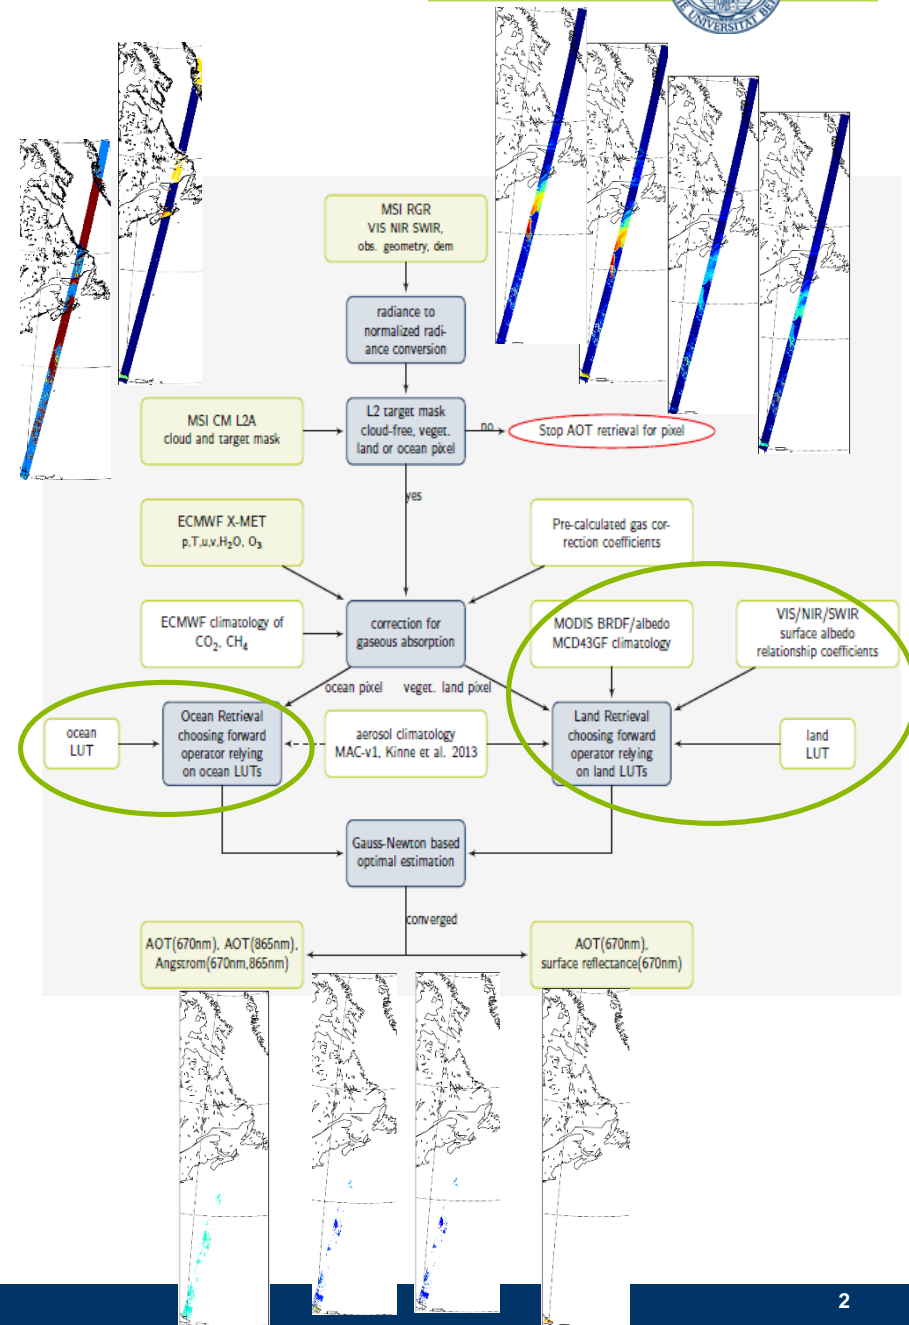 E UNIVERSITÄT BE
MSI RGR
VIS NIR SWIR,
obs. geometry, dem
radiance to
normalized radi-
ance conversion
MSI CM L2A
cloud and target mask
L2 target mask
cloud-free, veget.
land or ocean pixel
no
Stop AOT retrieval for pixel
yes
ECMWF X-MET
p,T,u,v,H₂O, O₃
Pre-calculated gas cor-
rection coefficients
ECMWF climatology of
CO₂, CH₄
correction for
gaseous absorption
MODIS BRDF/albedo
MCD43GF climatology
VIS/NIR/SWIR
surface albedo
relationship coefficients
ocean pixel
veget. land pixel
ocean
LUT
Ocean Retrieval
choosing forward
operator relying
on ocean LUTs
aerosol climatology
MAC-v1, Kinne et al. 2013
Land Retrieval
choosing forward
operator relying
on land LUTs
land
LUT
Gauss-Newton based
optimal estimation
converged
AOT(670nm), AOT(865nm),
Angstrom(670nm,865nm)
AOT(670nm),
surface reflectance(670nm)
2